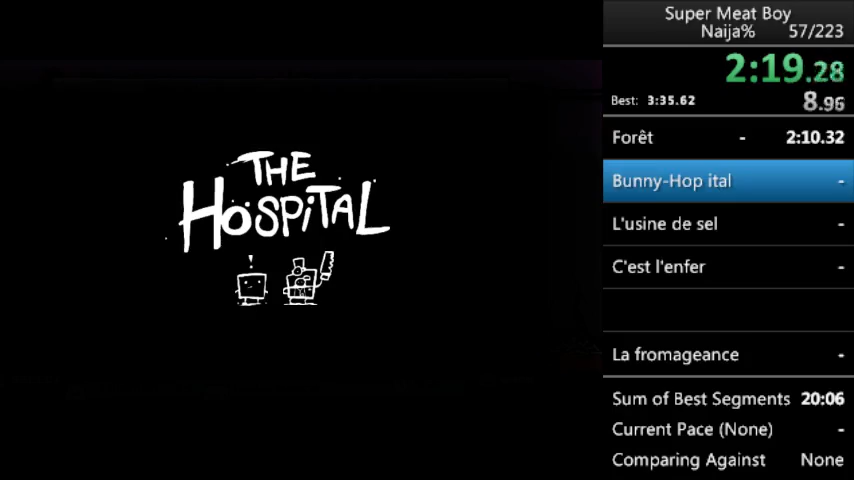 THE
HOSPITAL
!
Super Meat Boy
Naija% 57/223
2:19.28
Best: 3:35.62 8.96
Forêt - 2:10.32
Bunny-Hop ital -
L'usine de sel -
C'est l'enfer -
La fromageance -
Sum of Best Segments 20:06
Current Pace (None) -
Comparing Against None